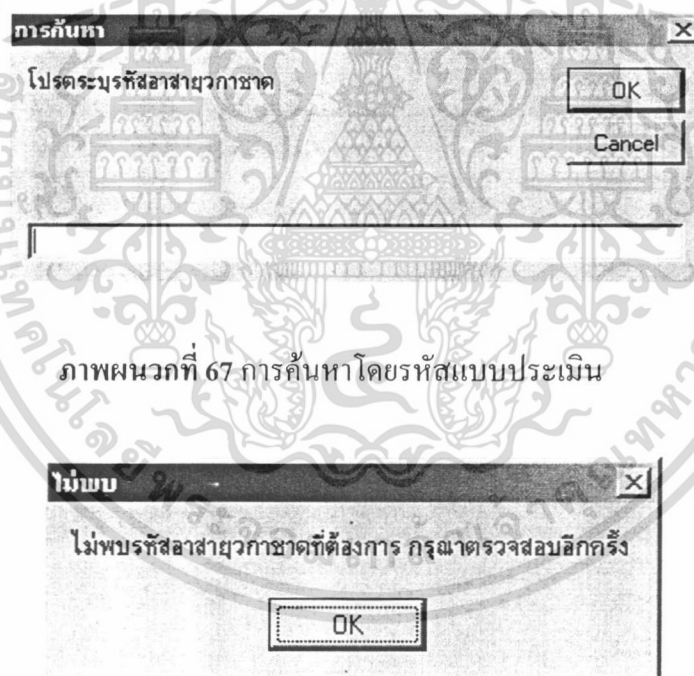 การค้นหา
โปรดระบุรหัสอาสายุวกาชาด
OK
Cancel
ภาพผนวกที่ 67 การค้นหาโดยรหัสแบบประเมิน
ไม่พบ
ไม่พบรหัสอาสายุวกาชาดที่ต้องการ กรุณาตรวจสอบอีกครั้ง
OK